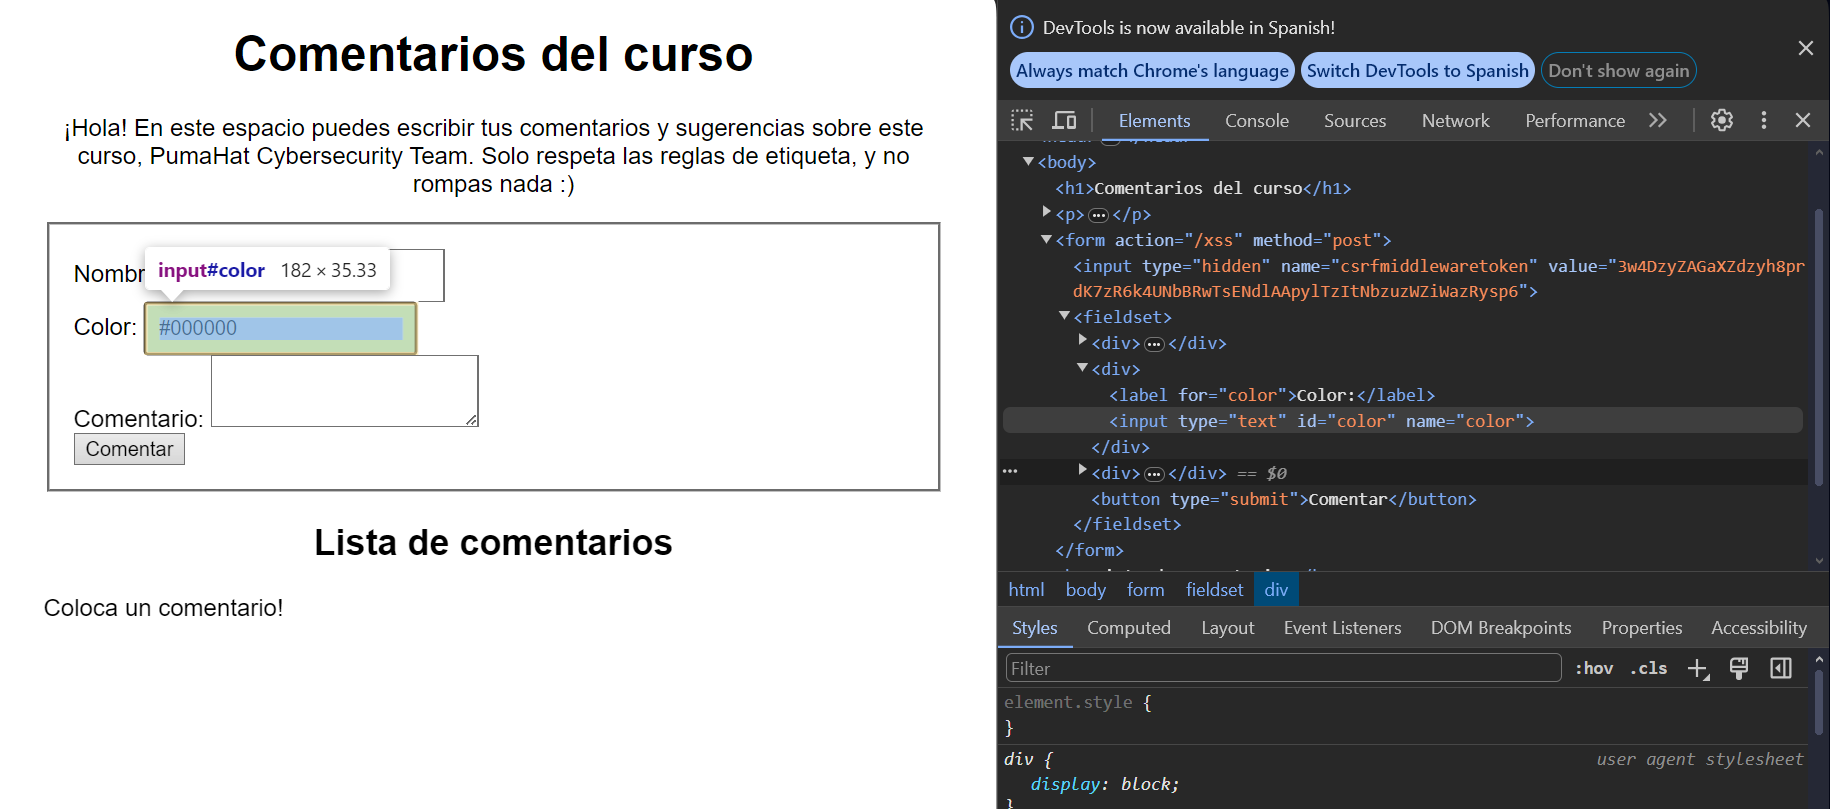 Comentarios del curso
¡Hola! En este espacio puedes escribir tus comentarios y sugerencias sobre este
curso, PumaHat Cybersecurity Team. Solo respeta las reglas de etiqueta, y no
rompas nada :)
Nombr
input#color 182 × 35.33
Color: #000000
Comentario:
Comentar
Lista de comentarios
Coloca un comentario!
DevTools is now available in Spanish!
Always match Chrome's language Switch DevTools to Spanish Don't show again
Elements Console Sources Network Performance
<body>
<h1>Comentarios del curso</h1>
<p>…</p>
<form action="/xss" method="post">
<input type="hidden" name="csrfmiddlewaretoken" value="3w4DzyZAGaXZdzyh8pr
dK7zR6k4UNbBRwTsENdlAApylTzItNbzuzWZiWazRysp6">
<fieldset>
<div>…</div>
<div>
<label for="color">Color:</label>
<input type="text" id="color" name="color">
</div>
<div>…</div> == $0
<button type="submit">Comentar</button>
</fieldset>
</form>
html body form fieldset div
Styles Computed Layout Event Listeners DOM Breakpoints Properties Accessibility
Filter :hov .cls
element.style {
}
div { user agent stylesheet
display: block;
}